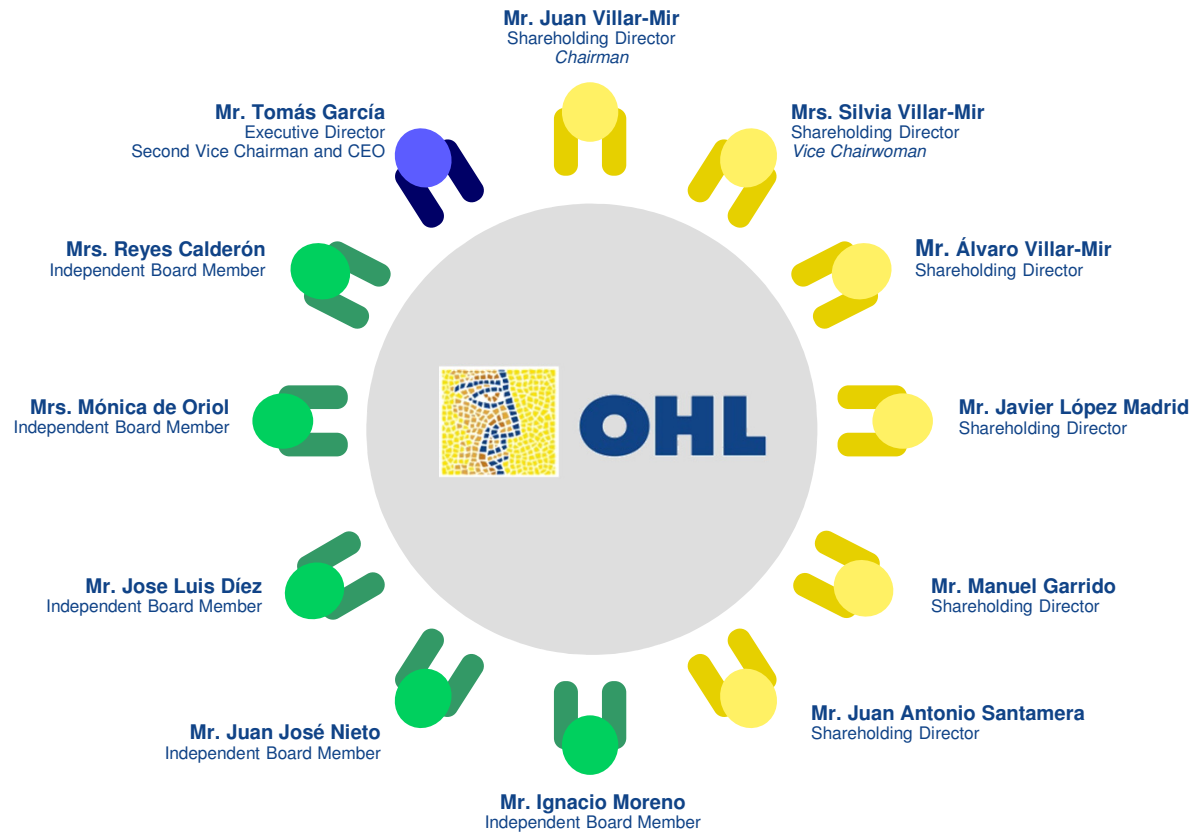 Mr. Juan Villar-Mir
Shareholding Director
Chairman
Mrs. Silvia Villar-Mir
Shareholding Director
Vice Chairwoman
Mr. Álvaro Villar-Mir
Shareholding Director
Mr. Javier López Madrid
Shareholding Director
Mr. Manuel Garrido
Shareholding Director
Mr. Juan Antonio Santamera
Shareholding Director
Mr. Ignacio Moreno
Independent Board Member
Mr. Juan José Nieto
Independent Board Member
Mr. Jose Luis Díez
Independent Board Member
Mrs. Mónica de Oriol
Independent Board Member
Mrs. Reyes Calderón
Independent Board Member
Mr. Tomás García
Executive Director
Second Vice Chairman and CEO
OHL